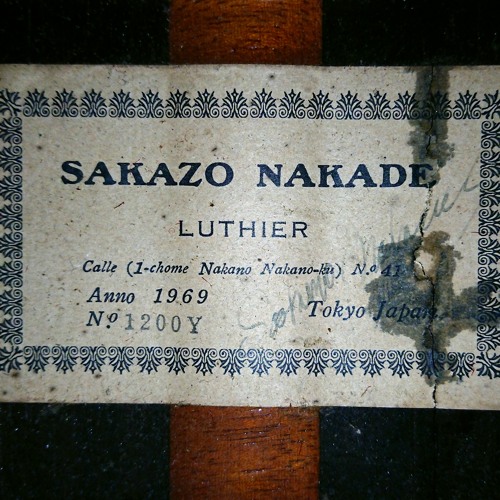 SAKAZO NAKADE
LUTHIER
Calle (1-chome Nakano Nakano-ku) Nº 41
Anno 1969
Tokyo Japan
Nº 1200Y